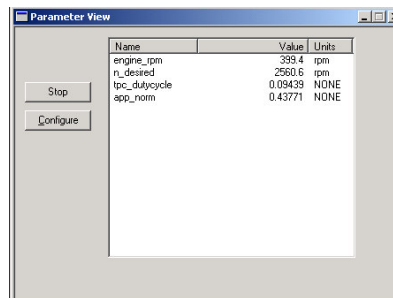 Parameter View
Name Value Units
engine_rpm 399.4 rpm
n_desired 2560.6 rpm
tpc_dutycycle 0.09439 NONE
app_norm 0.43771 NONE
Stop
Configure